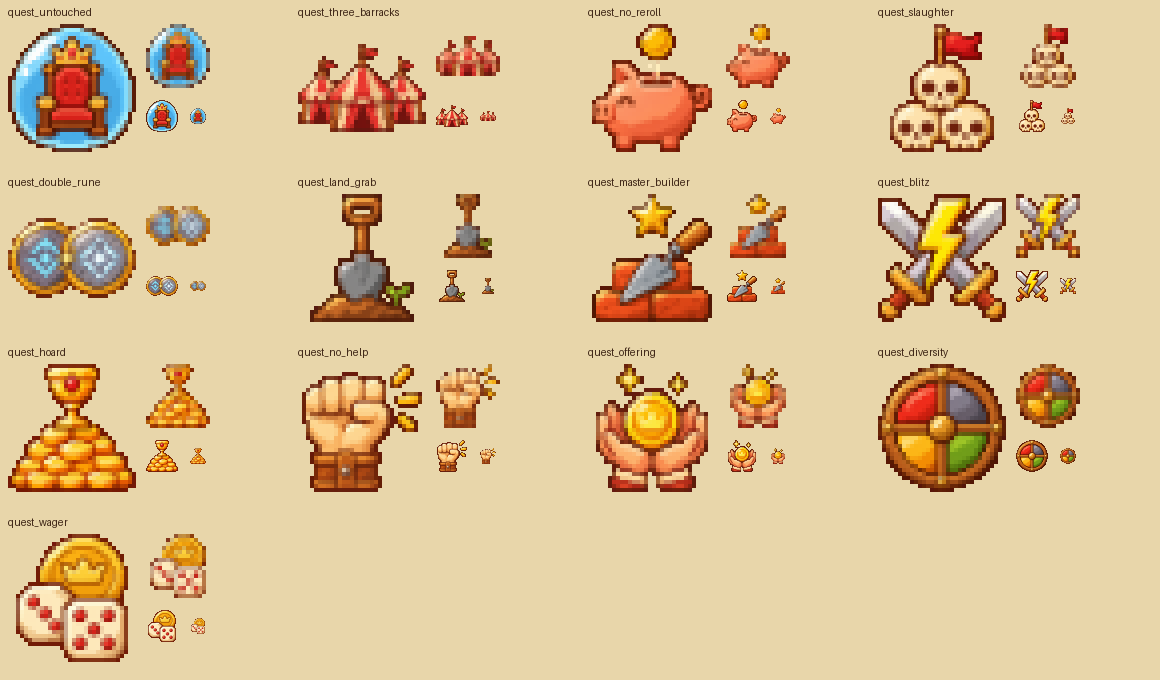 quest_untouched
quest_three_barracks
quest_no_reroll
quest_slaughter
quest_double_rune
quest_land_grab
quest_master_builder
quest_blitz
quest_hoard
quest_no_help
quest_offering
quest_diversity
quest_wager